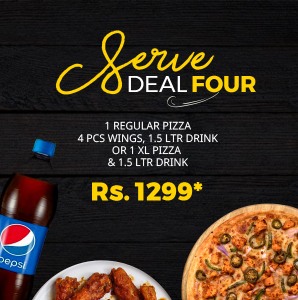 Serve
DEAL FOUR
1 REGULAR PIZZA
4 PCS WINGS, 1.5 LTR DRINK
OR 1 XL PIZZA
& 1.5 LTR DRINK
Rs. 1299*
pepsi